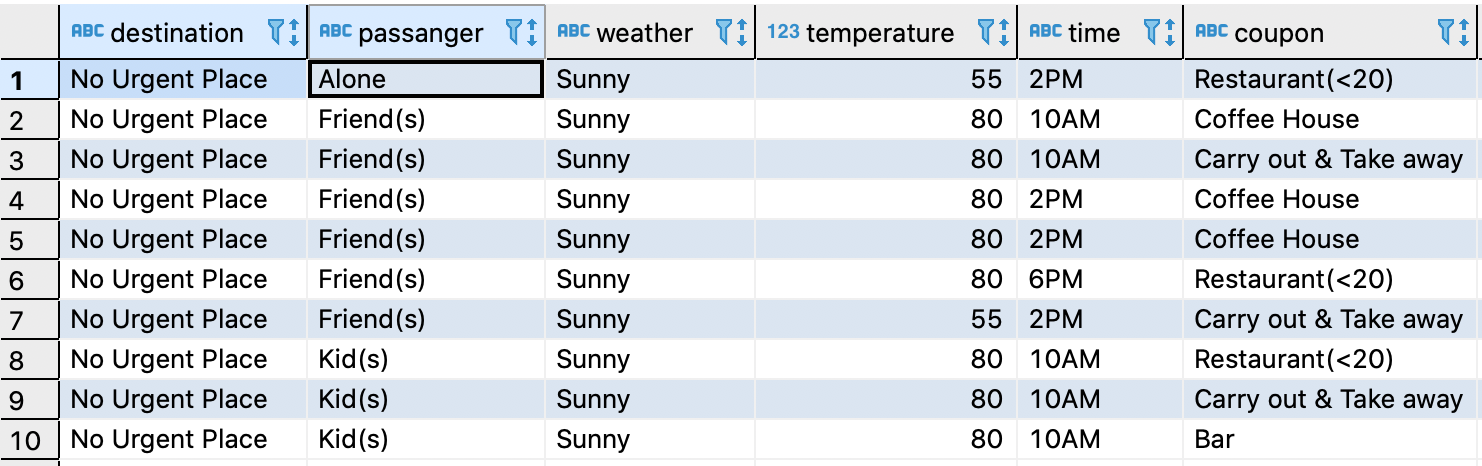 ABC destination ABC passanger ABC weather 123 temperature ABC time ABC coupon
1 No Urgent Place Alone Sunny 55 2PM Restaurant(<20)
2 No Urgent Place Friend(s) Sunny 80 10AM Coffee House
3 No Urgent Place Friend(s) Sunny 80 10AM Carry out & Take away
4 No Urgent Place Friend(s) Sunny 80 2PM Coffee House
5 No Urgent Place Friend(s) Sunny 80 2PM Coffee House
6 No Urgent Place Friend(s) Sunny 80 6PM Restaurant(<20)
7 No Urgent Place Friend(s) Sunny 55 2PM Carry out & Take away
8 No Urgent Place Kid(s) Sunny 80 10AM Restaurant(<20)
9 No Urgent Place Kid(s) Sunny 80 10AM Carry out & Take away
10 No Urgent Place Kid(s) Sunny 80 10AM Bar